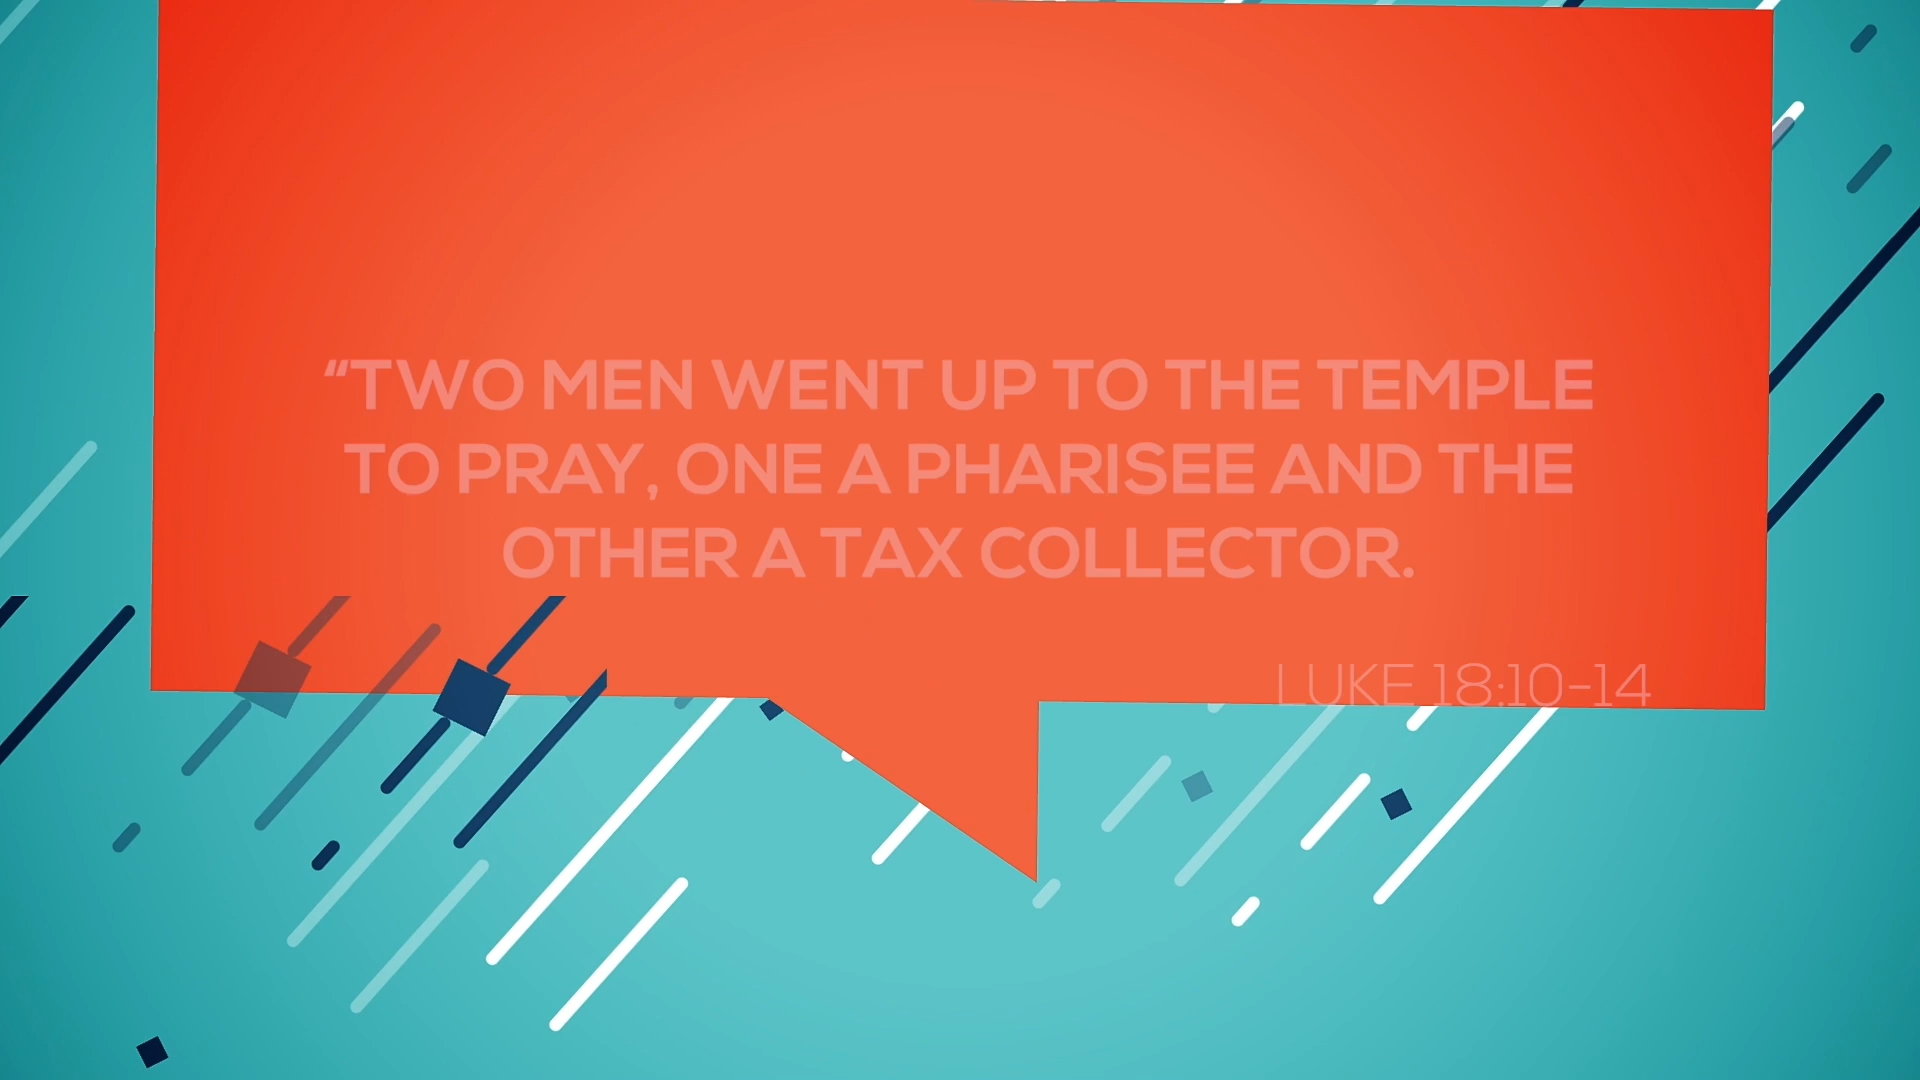 “TWO MEN WENT UP TO THE TEMPLE
TO PRAY, ONE A PHARISEE AND THE
OTHER A TAX COLLECTOR.
LUKE 18:10-14